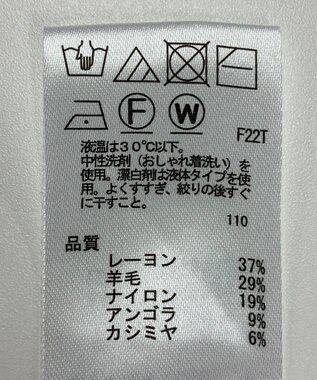 F W
F22T
液温は30℃以下。
中性洗剤(おしゃれ着洗い)を
使用。漂白剤は液体タイプを使
用。よくすすぎ、絞りの後すぐ
に干すこと。
110
品質
レーヨン 37%
羊毛 29%
ナイロン 19%
アンゴラ 9%
カシミヤ 6%